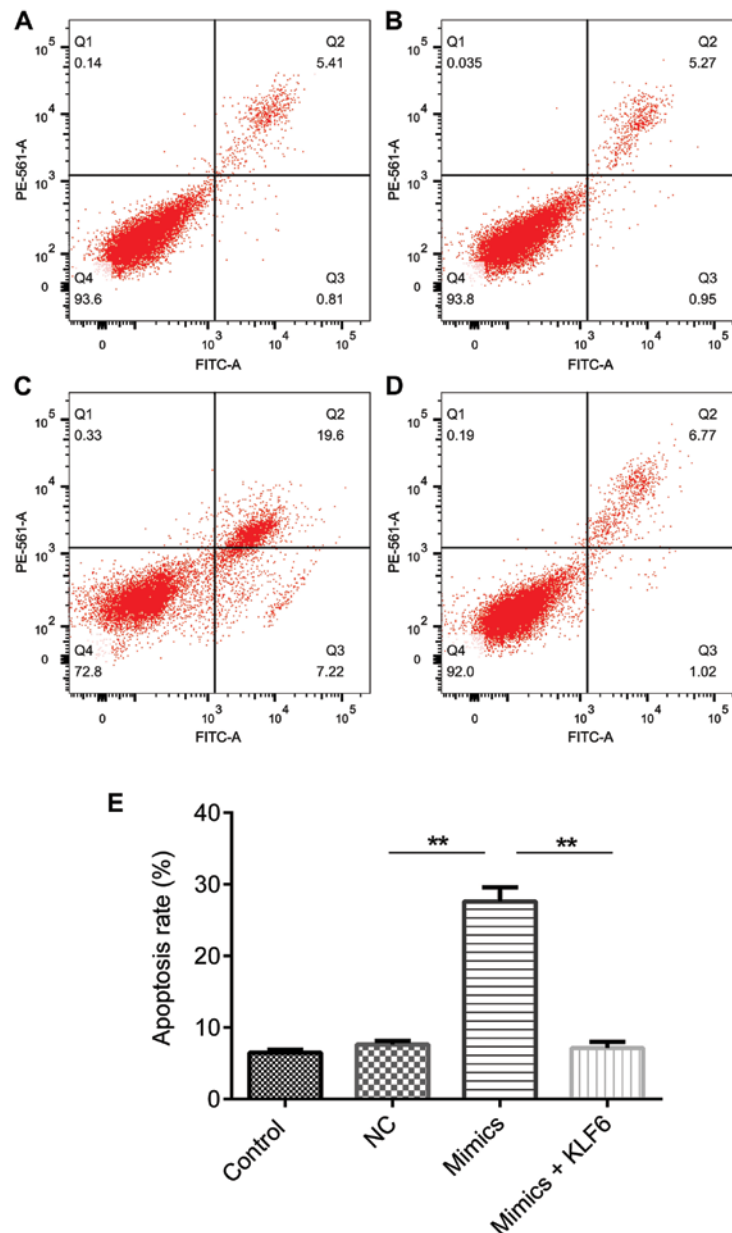 A
Q1
0.14
Q2
5.41
10^5
10^4
10^3
10^2
0
PE-561-A
Q4
93.6
Q3
0.81
0
10^3
10^4
10^5
FITC-A
B
Q1
0.035
Q2
5.27
10^5
10^4
10^3
10^2
0
PE-561-A
Q4
93.8
Q3
0.95
0
10^3
10^4
10^5
FITC-A
C
Q1
0.33
Q2
19.6
10^5
10^4
10^3
10^2
0
PE-561-A
Q4
72.8
Q3
7.22
0
10^3
10^4
10^5
FITC-A
D
Q1
0.19
Q2
6.77
10^5
10^4
10^3
10^2
0
PE-561-A
Q4
92.0
Q3
1.02
0
10^3
10^4
10^5
FITC-A
E
40
30
20
10
0
Apoptosis rate (%)
**
**
Control
NC
Mimics
Mimics + KLF6